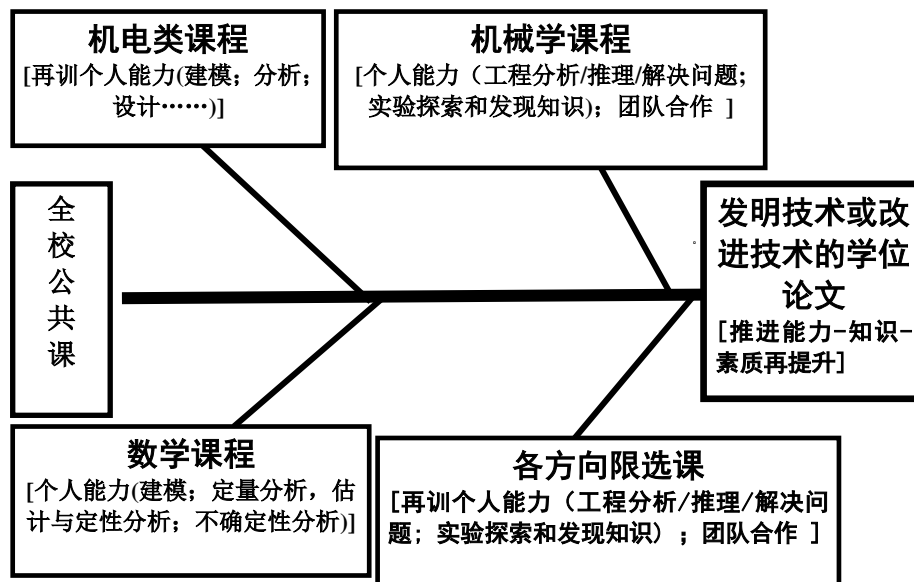 机电类课程
[再训个人能力(建模；分析；
设计……)]
机械学课程
[个人能力（工程分析/推理/解决问题；
实验探索和发现知识)；团队合作 ]
全
校
公
共
课
发明技术或改
进技术的学位
论文
[推进能力-知识-
素质再提升]
数学课程
[个人能力(建模；定量分析，估
计与定性分析；不确定性分析)]
各方向限选课
[再训个人能力（工程分析/推理/解决问
题; 实验探索和发现知识）；团队合作 ]